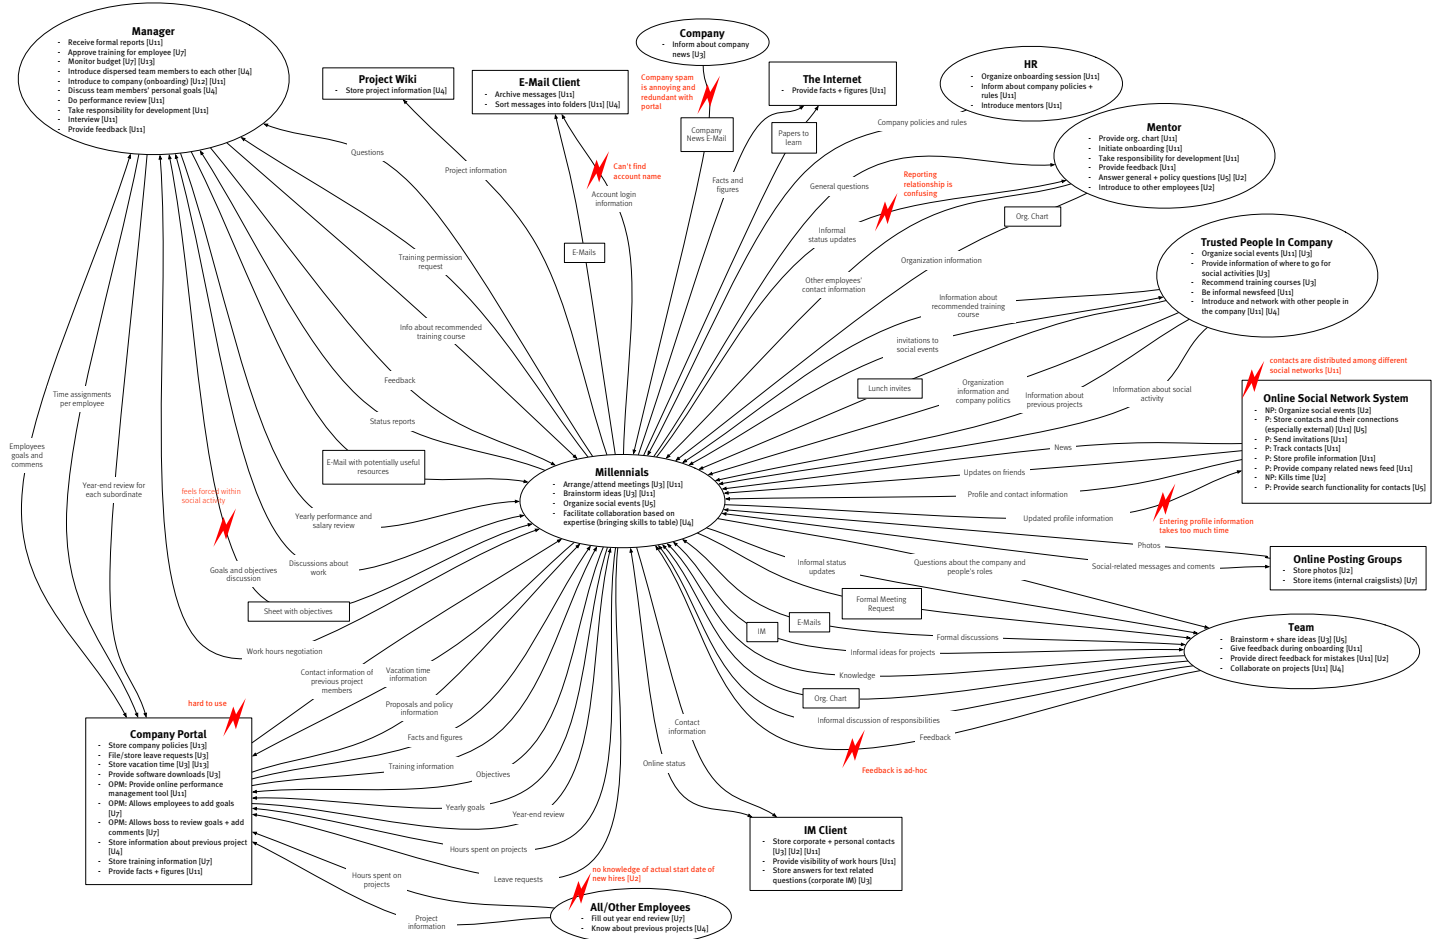 Manager
- Receive formal reports [U11]
- Approve training for employee [U7]
- Monitor budget [U7] [U13]
- Introduce dispersed team members to each other [U4]
- Introduce to company (onboarding) [U12] [U11]
- Discuss team members' personal goals [U4]
- Do performance review [U11]
- Take responsibility for development [U11]
- Interview [U11]
- Provide feedback [U11]
Project Wiki
- Store project information [U4]
E-Mail Client
- Archive messages [U11]
- Sort messages into folders [U11] [U4]
Company
- Inform about company
news [U3]
Company spam
is annoying and
redundant with
portal
The Internet
- Provide facts + figures [U11]
HR
- Organize onboarding session [U11]
- Inform about company policies +
rules [U11]
- Introduce mentors [U11]
Mentor
- Provide org. chart [U11]
- Initiate onboarding [U11]
- Take responsibility for development [U11]
- Provide feedback [U11]
- Answer general + policy questions [U5] [U2]
- Introduce to other employees [U2]
Company
News E-Mail
Papers to
learn
Company policies and rules
Questions
Project information
Can't find
account name
Account login
information
Facts and
figures
General questions
Reporting
relationship is
confusing
Org. Chart
Informal
status updates
E-Mails
Training permission
request
Organization information
Other employees'
contact information
Trusted People In Company
- Organize social events [U11] [U3]
- Provide information of where to go for
social activities [U3]
- Recommend training courses [U3]
- Be informal newsfeed [U11]
- Introduce and network with other people in
the company [U11] [U4]
Information about
recommended training
course
Info about recommended
training course
invitations to
social events
Feedback
Lunch invites
Organization
information and
company politics
Information about
previous projects
Information about social
activity
contacts are distributed among different
social networks [U11]
Online Social Network System
- NP: Organize social events [U2]
- P: Store contacts and their connections
(especially external) [U11] [U5]
- P: Send invitations [U11]
- P: Track contacts [U11]
- P: Store profile information [U11]
- P: Provide company related news feed [U11]
- NP: Kills time [U2]
- P: Provide search functionality for contacts [U5]
Time assignments
per employee
Status reports
Employees
goals and
commens
E-Mail with potentially useful
resources
Year-end review for
each subordinate
feels forced within
social activity
Millennials
- Arrange/attend meetings [U3] [U11]
- Brainstorm ideas [U3] [U11]
- Organize social events [U5]
- Facilitate collaboration based on
expertise (bringing skills to table) [U4]
News
Updates on friends
Profile and contact information
Updated profile information
Entering profile information
takes too much time
Yearly performance and
salary review
Photos
Social-related messages and coments
Online Posting Groups
- Store photos [U2]
- Store items (internal craigslists) [U7]
Goals and objectives
discussion
Discussions about
work
Informal status
updates
Questions about the company and
people's roles
Sheet with objectives
Formal Meeting
Request
E-Mails
IM
Formal discussions
Informal ideas for projects
Team
- Brainstorm + share ideas [U3] [U5]
- Give feedback during onboarding [U11]
- Provide direct feedback for mistakes [U11] [U2]
- Collaborate on projects [U11] [U4]
Work hours negotiation
Contact information of
previous project
members
Vacation time
information
Knowledge
Org. Chart
Informal discussion of responsibilities
Feedback
Feedback is ad-hoc
hard to use
Proposals and policy
information
Contact
information
Company Portal
- Store company policies [U13]
- File/store leave requests [U3]
- Store vacation time [U3] [U13]
- Provide software downloads [U3]
- OPM: Provide online performance
management tool [U11]
- OPM: Allows employees to add goals
[U7]
- OPM: Allows boss to review goals + add
comments [U7]
- Store information about previous project
[U4]
- Store training information [U7]
- Provide facts + figures [U11]
Facts and figures
Training information
Objectives
Online status
Yearly goals
Year-end review
Hours spent on projects
Leave requests
IM Client
- Store corporate + personal contacts
[U3] [U2] [U11]
- Provide visibility of work hours [U11]
- Store answers for text related
questions (corporate IM) [U3]
Hours spent on
projects
no knowledge of actual start date of
new hires [U2]
Project
information
All/Other Employees
- Fill out year end review [U7]
- Know about previous projects [U4]